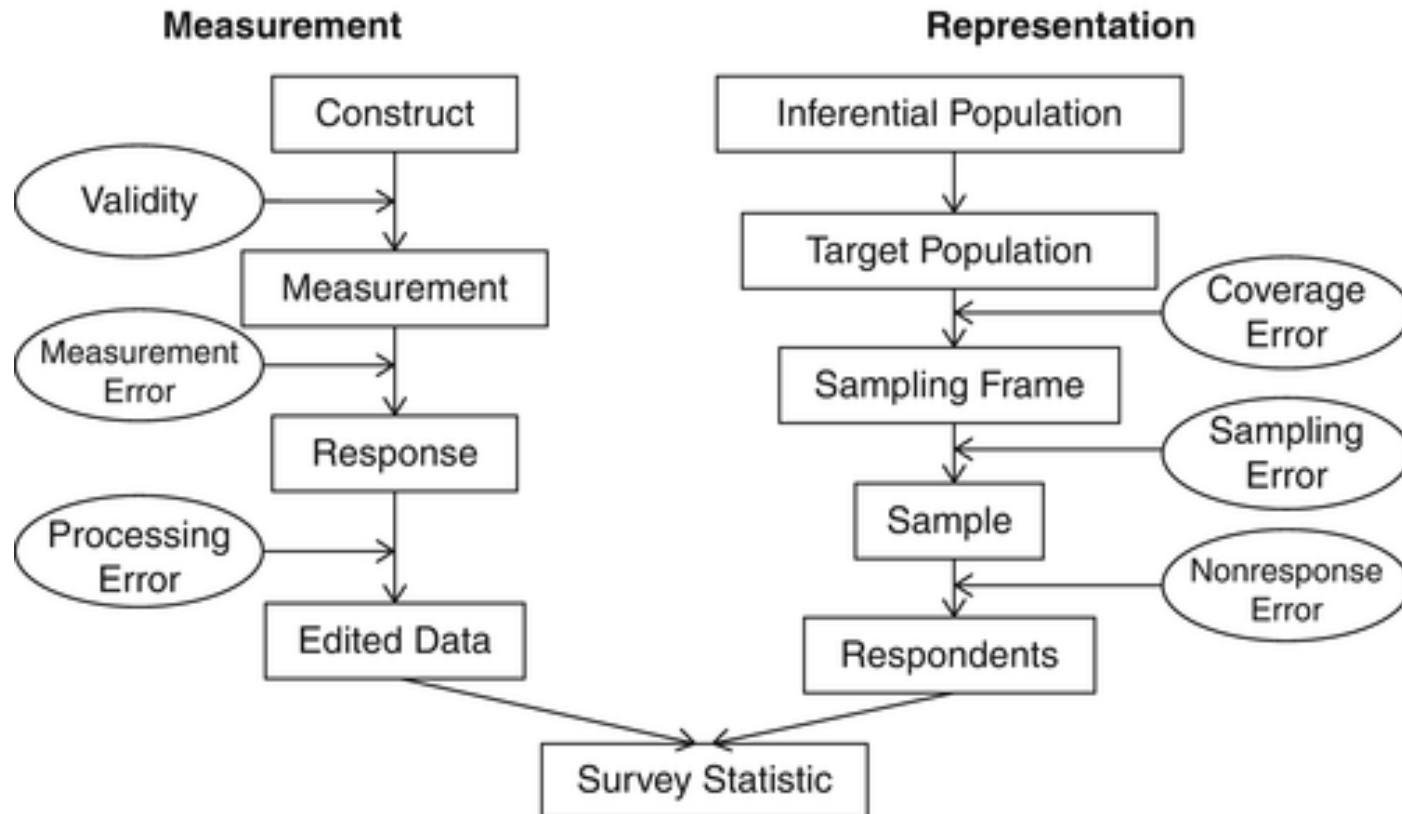 Measurement
Representation
Construct
Inferential Population
Validity
Target Population
Measurement
Coverage
Error
Measurement
Error
Sampling Frame
Response
Sampling
Error
Sample
Processing
Error
Nonresponse
Error
Edited Data
Respondents
Survey Statistic